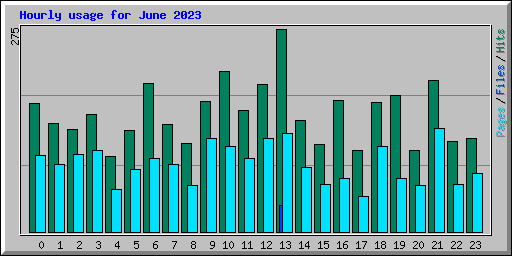 Hourly usage for June 2023
275
Pages/Files/Hits
0 1 2 3 4 5 6 7 8 9 10 11 12 13 14 15 16 17 18 19 20 21 22 23